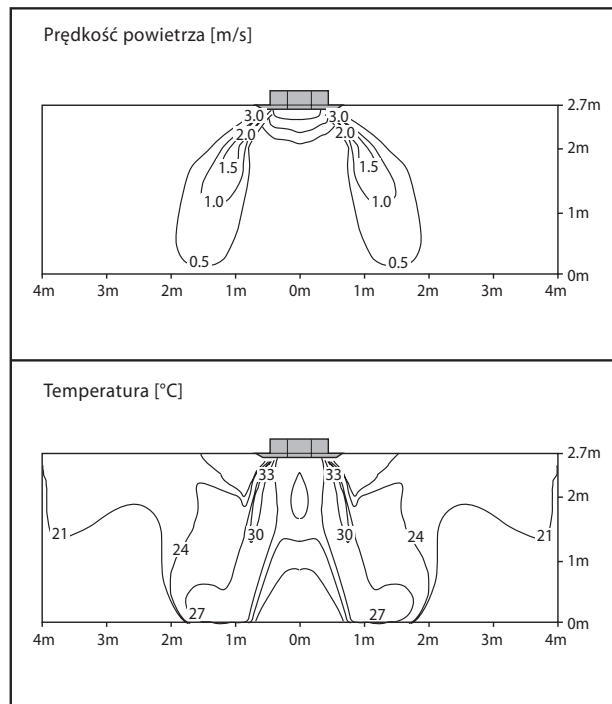 Prędkość powietrza [m/s]
3.0 3.0 2.7m
2.0 2.0 2m
1.5 1.5
1.0 1.0 1m
0.5 0.5 0m
4m 3m 2m 1m 0m 1m 2m 3m 4m
Temperatura [°C]
2.7m
33 33 2m
21 24 30 30 24 21
1m
27 27 0m
4m 3m 2m 1m 0m 1m 2m 3m 4m